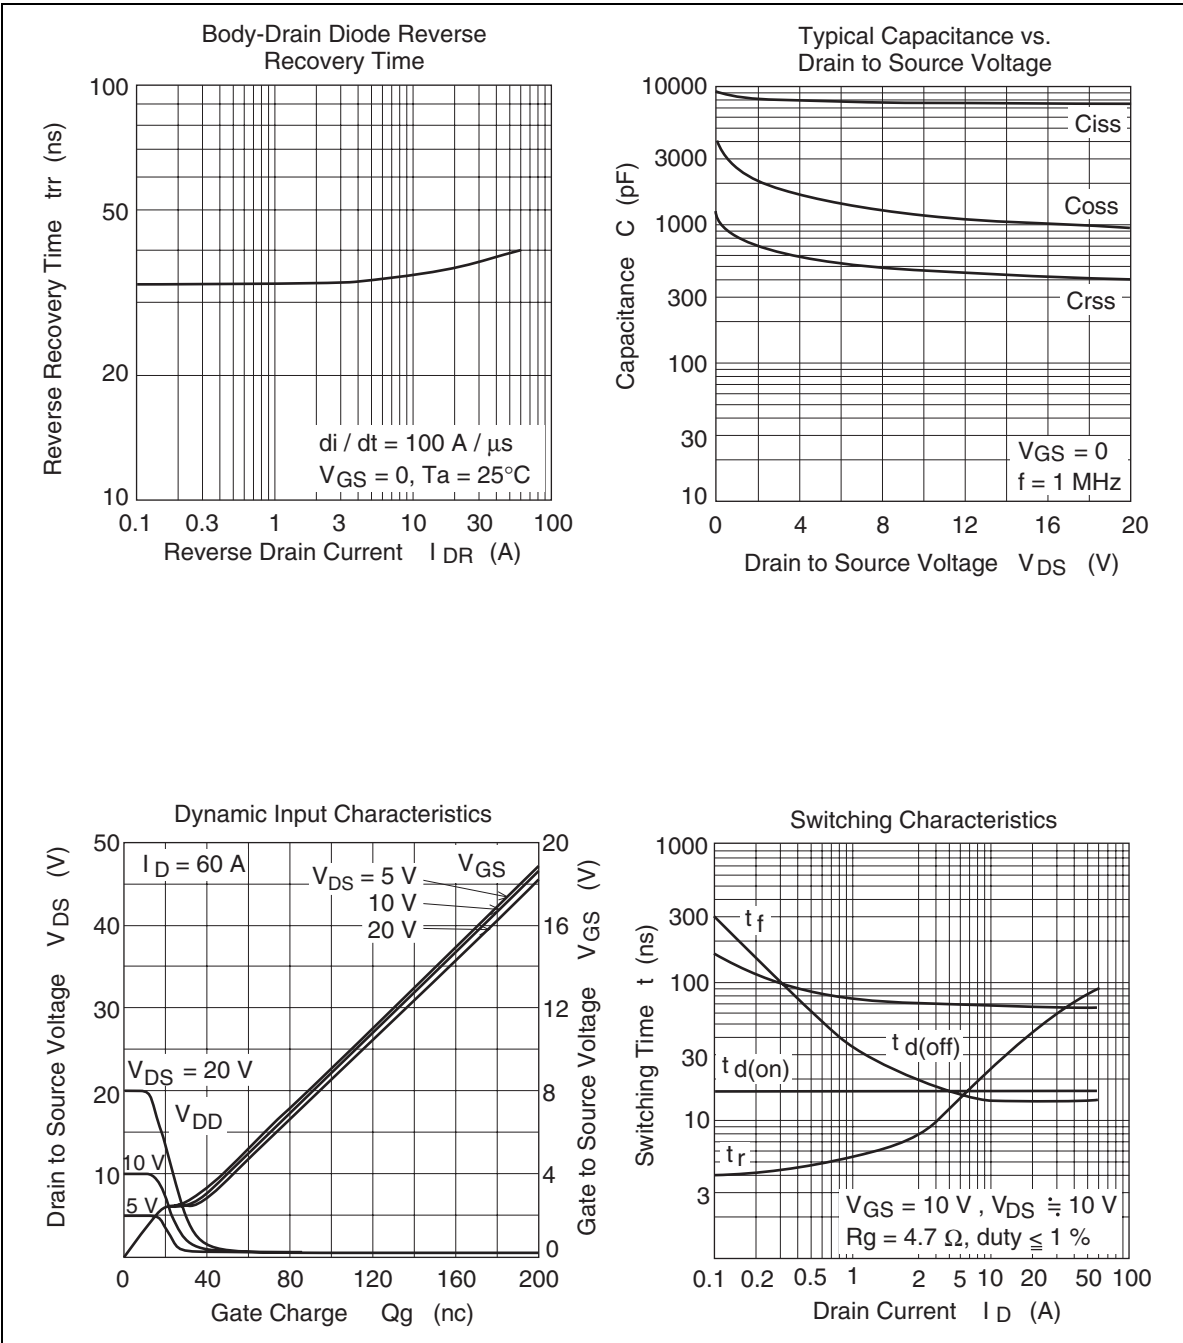 Body-Drain Diode Reverse
Recovery Time
100
50
20
10
Reverse Recovery Time trr (ns)
di / dt = 100 A / μs
VGS = 0, Ta = 25°C
0.1 0.3 1 3 10 30 100
Reverse Drain Current I DR (A)
Typical Capacitance vs.
Drain to Source Voltage
10000
3000
1000
300
100
30
10
Capacitance C (pF)
Ciss
Coss
Crss
VGS = 0
f = 1 MHz
0 4 8 12 16 20
Drain to Source Voltage VDS (V)
Dynamic Input Characteristics
50
40
30
20
10
0
Drain to Source Voltage VDS (V)
I D = 60 A
VDS = 5 V
10 V
20 V
VGS
VDS = 20 V
VDD
10 V
5 V
20
16
12
8
4
0
Gate to Source Voltage VGS (V)
0 40 80 120 160 200
Gate Charge Qg (nc)
Switching Characteristics
1000
300
100
30
10
3
Switching Time t (ns)
t f
t d(off)
t d(on)
t r
VGS = 10 V , VDS ≒ 10 V
Rg = 4.7 Ω, duty ≦ 1 %
0.1 0.2 0.5 1 2 5 10 20 50 100
Drain Current I D (A)